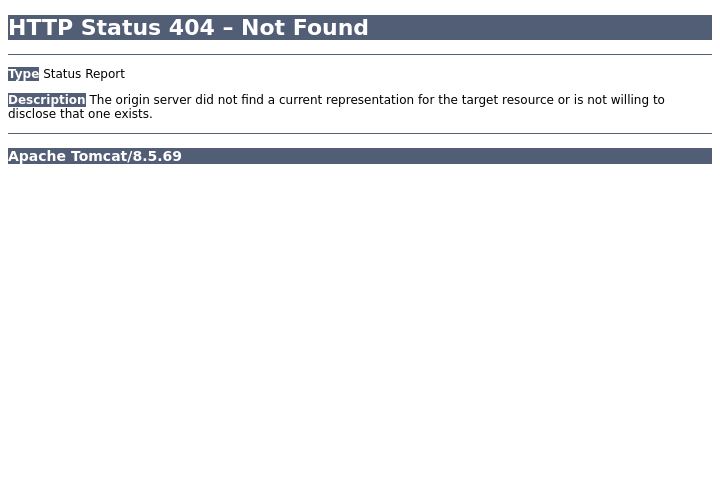 HTTP Status 404 – Not Found
Type Status Report
Description The origin server did not find a current representation for the target resource or is not willing to
disclose that one exists.
Apache Tomcat/8.5.69